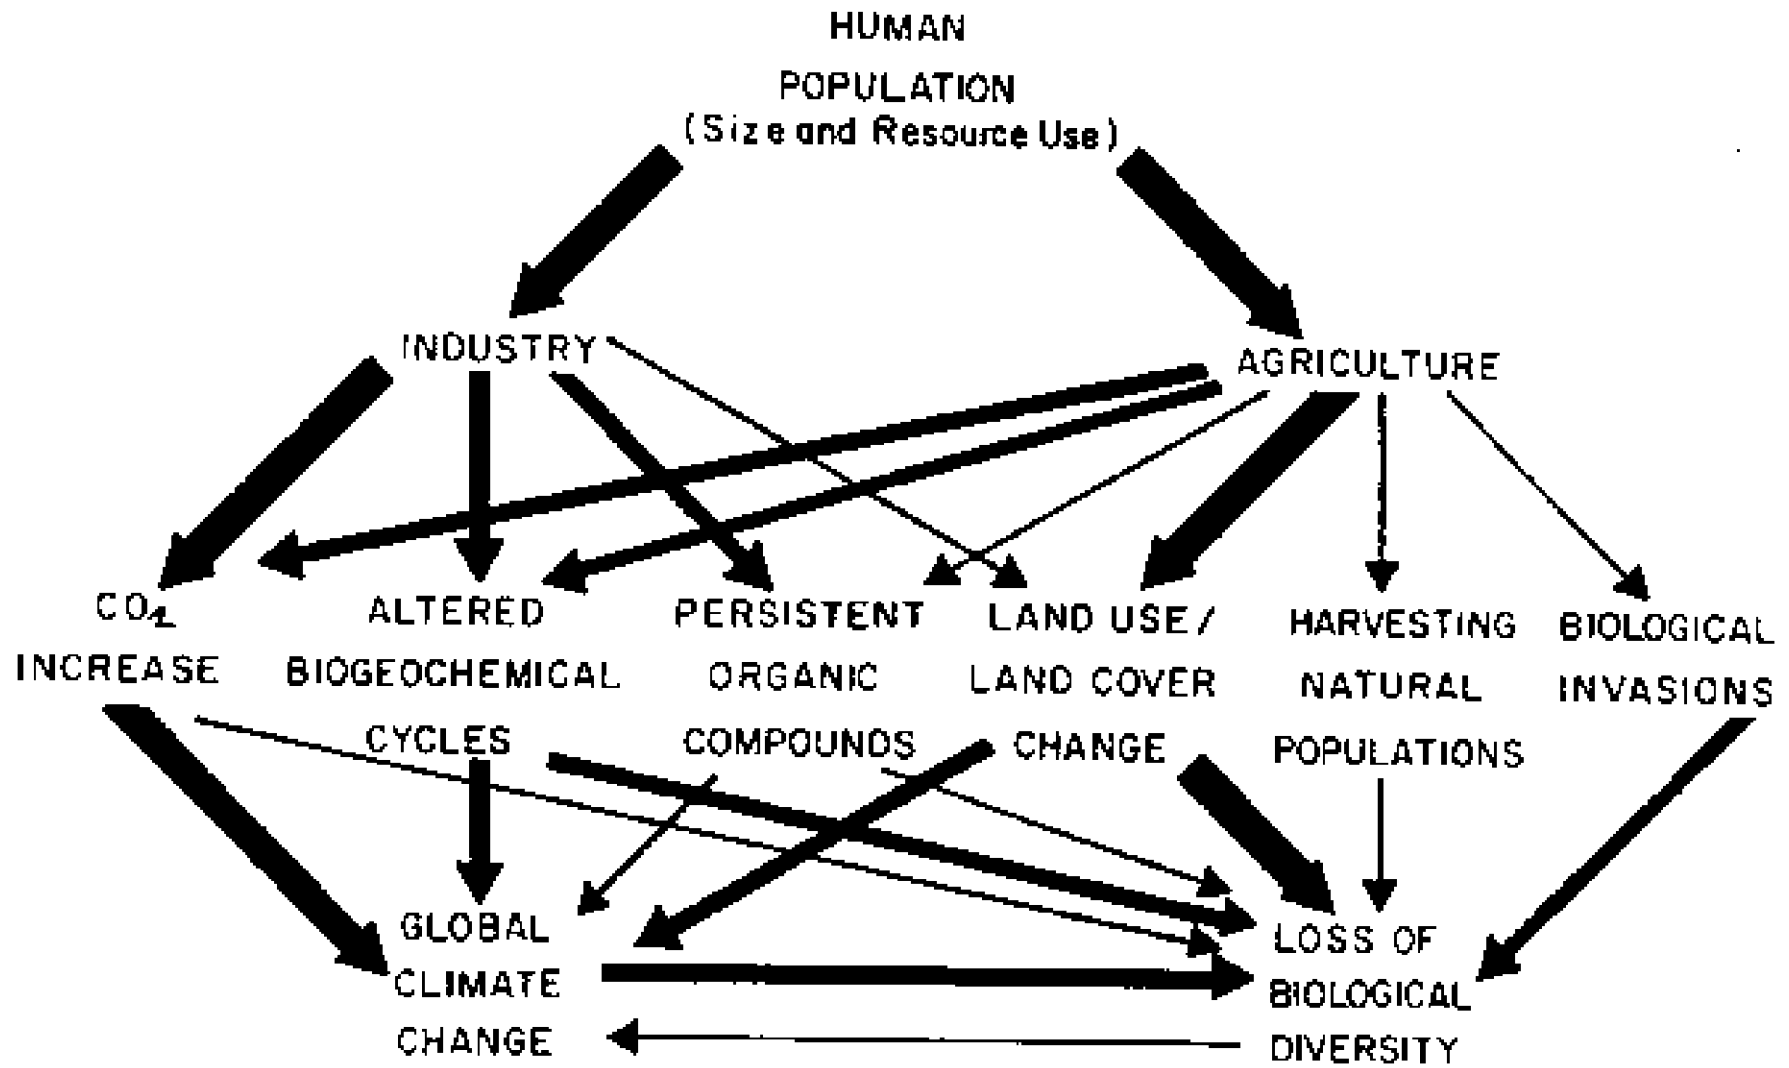 HUMAN
POPULATION
(Size and Resource Use)
INDUSTRY
AGRICULTURE
CO2
INCREASE
ALTERED
BIOGEOCHEMICAL
CYCLES
PERSISTENT
ORGANIC
COMPOUNDS
LAND USE/
LAND COVER
CHANGE
HARVESTING
NATURAL
POPULATIONS
BIOLOGICAL
INVASIONS
GLOBAL
CLIMATE
CHANGE
LOSS OF
BIOLOGICAL
DIVERSITY